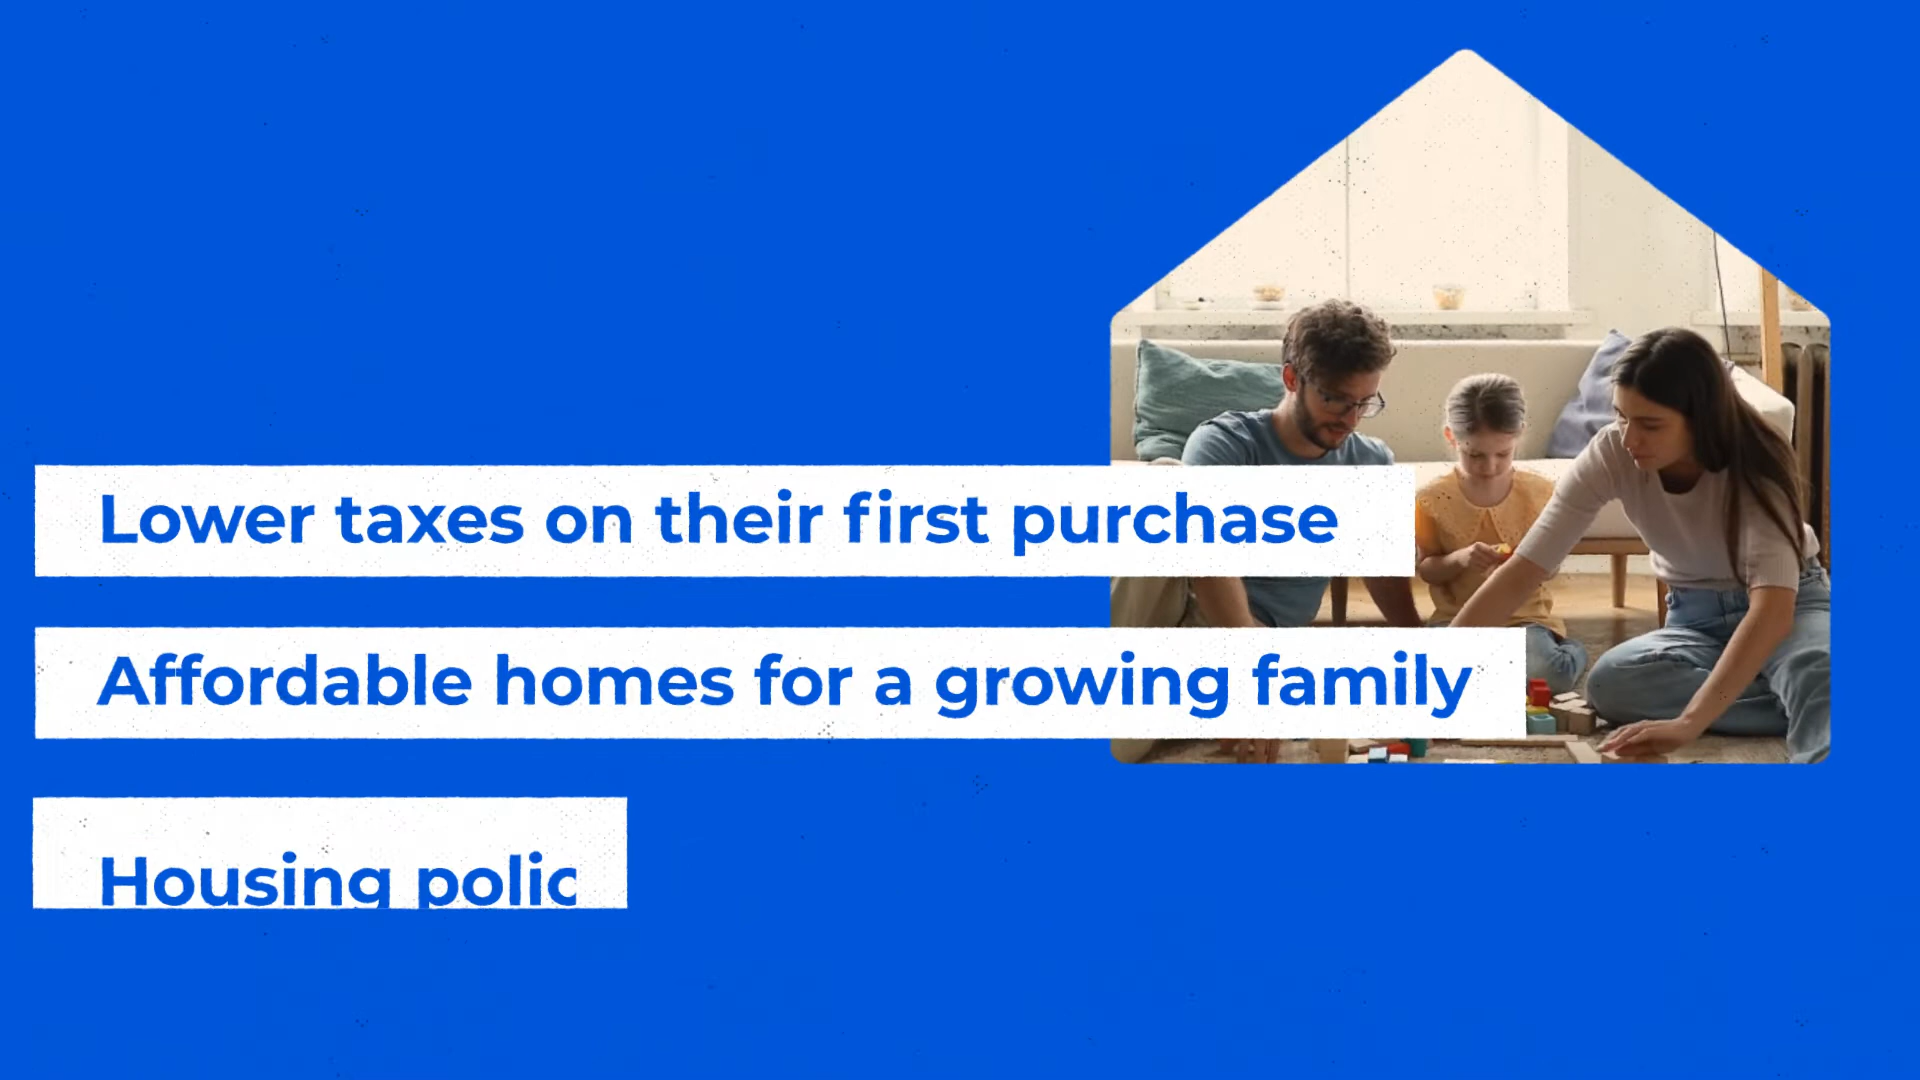 Lower taxes on their first purchase
Affordable homes for a growing family
Housing polic